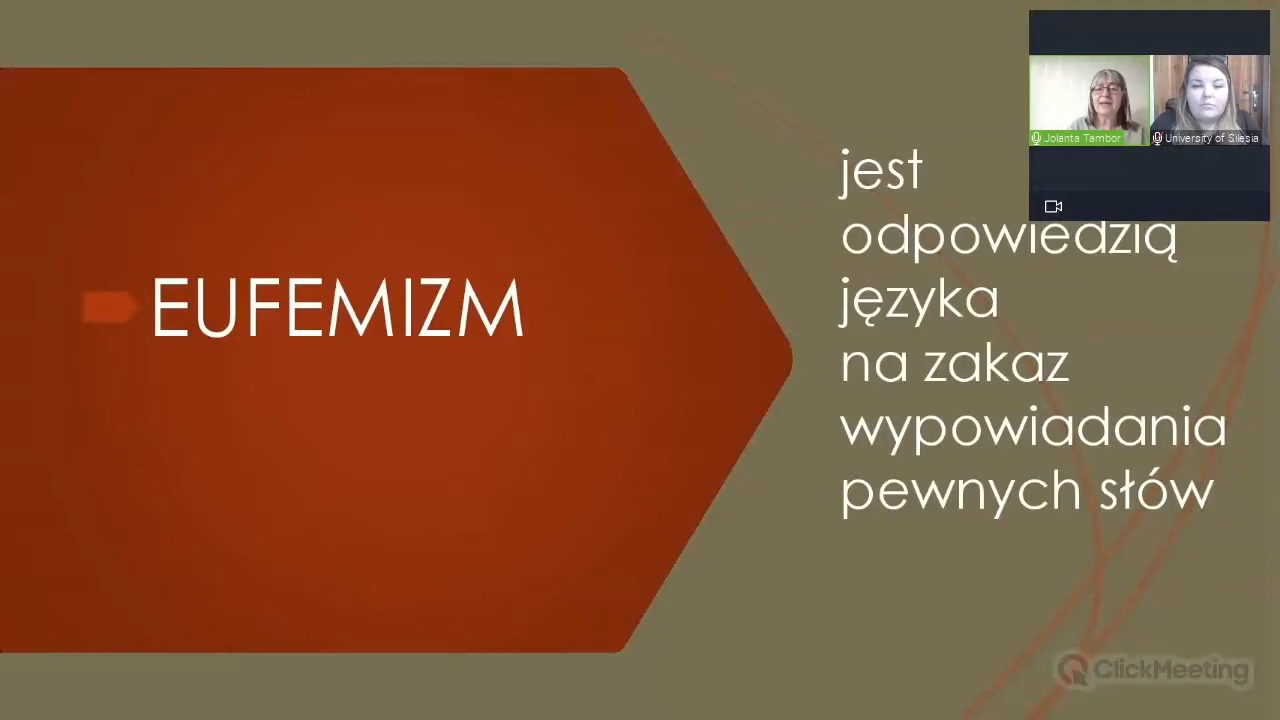 EUFEMIZM
jest
odpowiedzią
języka
na zakaz
wypowiadania
pewnych słów
Jolanta Tambor
University of Silesia
ClickMeeting